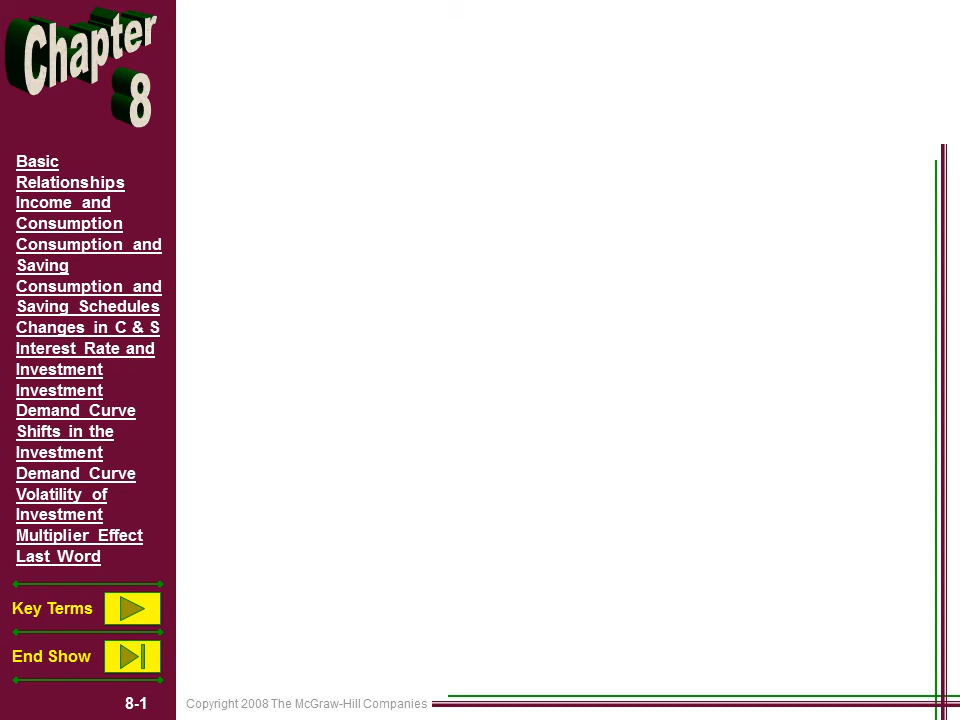 Chapter
8
Basic
Relationships
Income and
Consumption
Consumption and
Saving
Consumption and
Saving Schedules
Changes in C & S
Interest Rate and
Investment
Investment
Demand Curve
Shifts in the
Investment
Demand Curve
Volatility of
Investment
Multiplier Effect
Last Word
Key Terms
End Show
8-1
Copyright 2008 The McGraw-Hill Companies